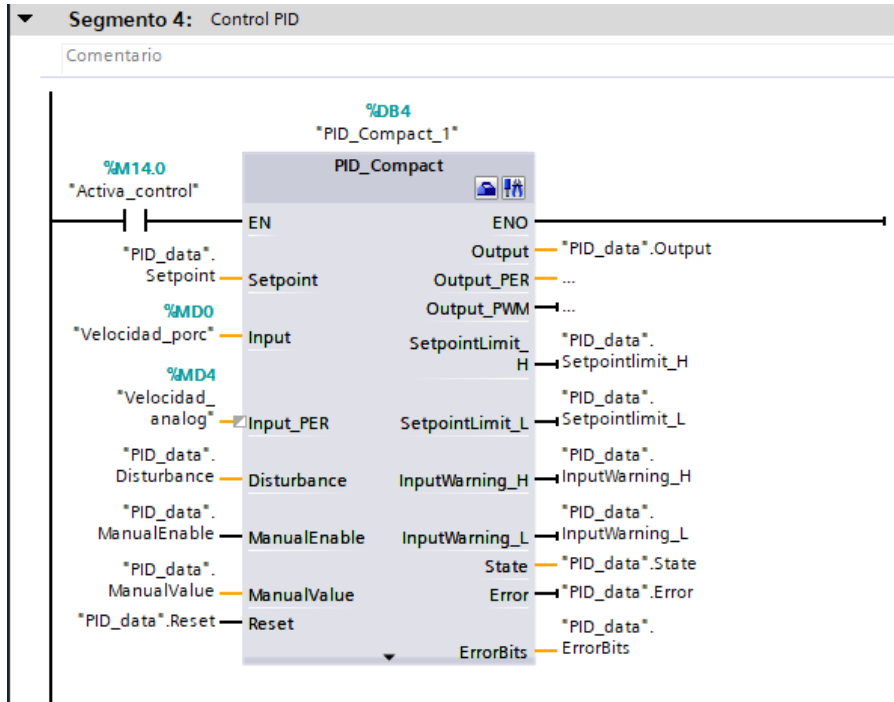 Segmento 4: Control PID
Comentario
%DB4
"PID_Compact_1"
PID_Compact
%M14.0
"Activa_control"
EN
ENO
"PID_data".
Setpoint
Setpoint
%MD0
"Velocidad_porc"
Input
%MD4
"Velocidad_
analog"
Input_PER
"PID_data".
Disturbance
Disturbance
"PID_data".
ManualEnable
ManualEnable
"PID_data".
ManualValue
ManualValue
"PID_data".Reset
Reset
Output
"PID_data".Output
Output_PER
...
Output_PWM
...
SetpointLimit_
H
"PID_data".
Setpointlimit_H
SetpointLimit_L
"PID_data".
Setpointlimit_L
InputWarning_H
"PID_data".
InputWarning_H
InputWarning_L
"PID_data".
InputWarning_L
State
"PID_data".State
Error
"PID_data".Error
ErrorBits
"PID_data".
ErrorBits